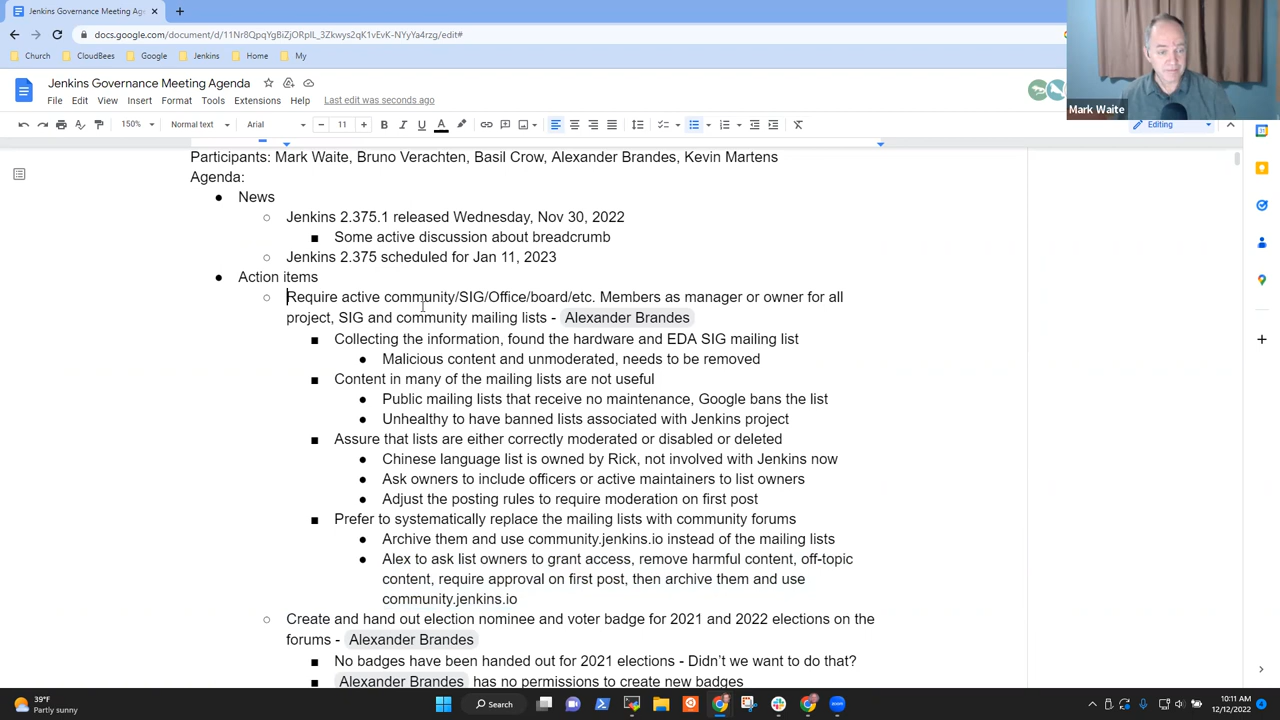 Jenkins Governance Meeting Agenda
docs.google.com/document/d/11Nr8QpqYgBiZjORpIL_3Zkwys2qK1vEvK-NYyYa4rzg/edit#
Church
CloudBees
Google
Jenkins
Home
My
Jenkins Governance Meeting Agenda
File Edit View Insert Format Tools Extensions Help Last edit was seconds ago
150% Normal text Arial 11 Editing
Mark Waite
Participants: Mark Waite, Bruno Verachten, Basil Crow, Alexander Brandes, Kevin Martens
Agenda:
News
Jenkins 2.375.1 released Wednesday, Nov 30, 2022
Some active discussion about breadcrumb
Jenkins 2.375 scheduled for Jan 11, 2023
Action items
Require active community/SIG/Office/board/etc. Members as manager or owner for all
project, SIG and community mailing lists - Alexander Brandes
Collecting the information, found the hardware and EDA SIG mailing list
Malicious content and unmoderated, needs to be removed
Content in many of the mailing lists are not useful
Public mailing lists that receive no maintenance, Google bans the list
Unhealthy to have banned lists associated with Jenkins project
Assure that lists are either correctly moderated or disabled or deleted
Chinese language list is owned by Rick, not involved with Jenkins now
Ask owners to include officers or active maintainers to list owners
Adjust the posting rules to require moderation on first post
Prefer to systematically replace the mailing lists with community forums
Archive them and use community.jenkins.io instead of the mailing lists
Alex to ask list owners to grant access, remove harmful content, off-topic
content, require approval on first post, then archive them and use
community.jenkins.io
Create and hand out election nominee and voter badge for 2021 and 2022 elections on the
forums - Alexander Brandes
No badges have been handed out for 2021 elections - Didn't we want to do that?
Alexander Brandes has no permissions to create new badges
39°F
Partly sunny
Search
10:11 AM
12/12/2022